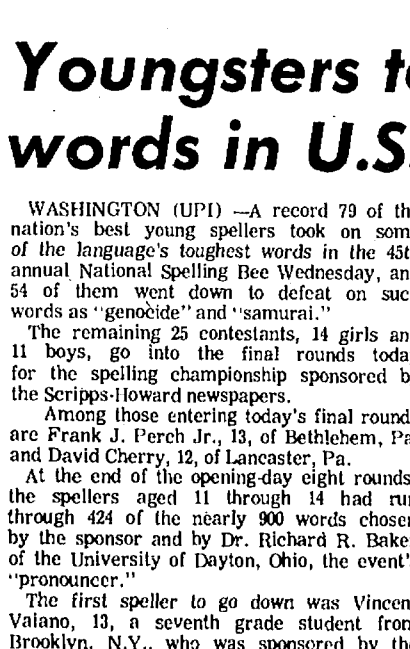 Youngsters t
words in U.S.
WASHINGTON (UPI) —A record 79 of th
nation's best young spellers took on som
of the language's toughest words in the 45t
annual National Spelling Bee Wednesday, an
54 of them went down to defeat on suc
words as "genocide" and "samurai."
The remaining 25 contestants, 14 girls an
11 boys, go into the final rounds toda
for the spelling championship sponsored b
the Scripps-Howard newspapers.
Among those entering today's final round
are Frank J. Perch Jr., 13, of Bethlehem, Pa
and David Cherry, 12, of Lancaster, Pa.
At the end of the opening-day eight rounds
the spellers aged 11 through 14 had ru
through 424 of the nearly 900 words chose
by the sponsor and by Dr. Richard R. Bake
of the University of Dayton, Ohio, the event'
"pronouncer."
The first speller to go down was Vincen
Vaiano, 13, a seventh grade student from
Brooklyn, N.Y., who was sponsored by th